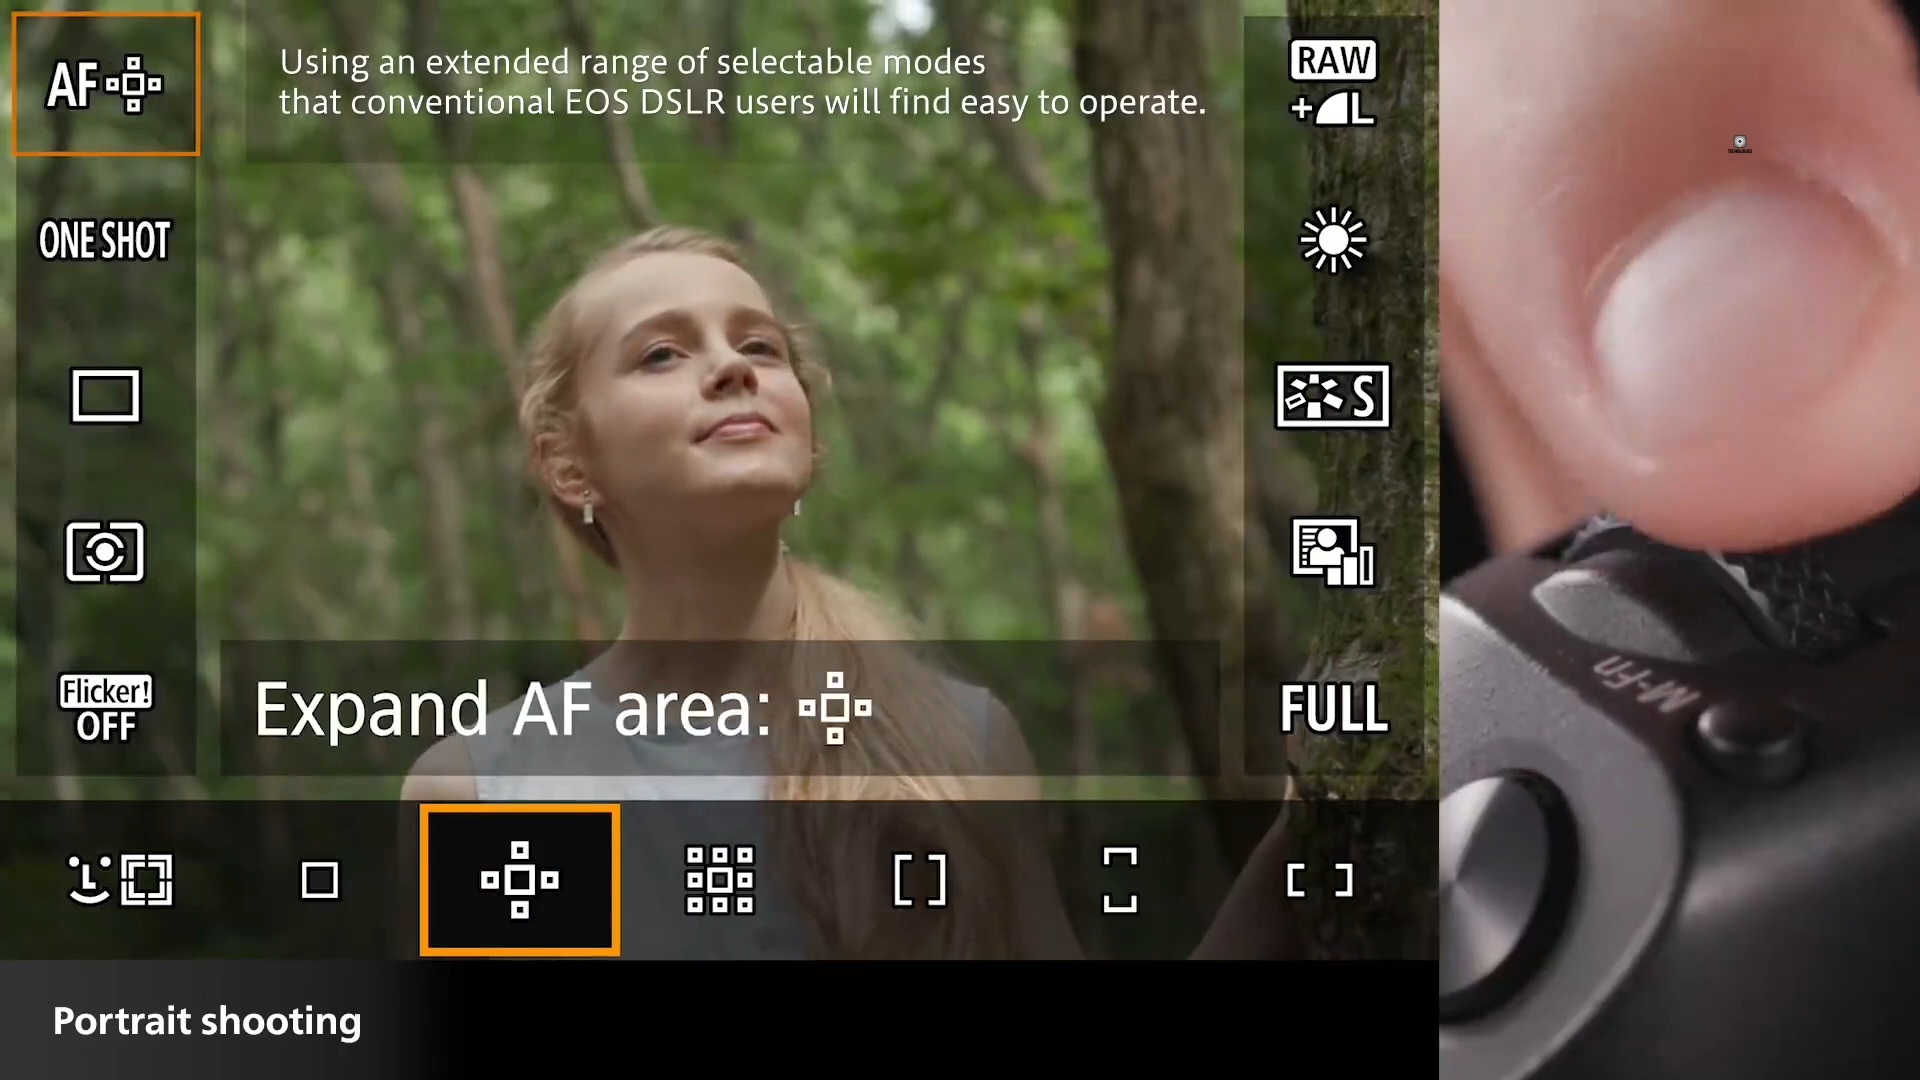 AF
Using an extended range of selectable modes
that conventional EOS DSLR users will find easy to operate.
RAW
+L
ONE SHOT
S
Flicker!
OFF
Expand AF area:
FULL
L
Portrait shooting
M-Fn